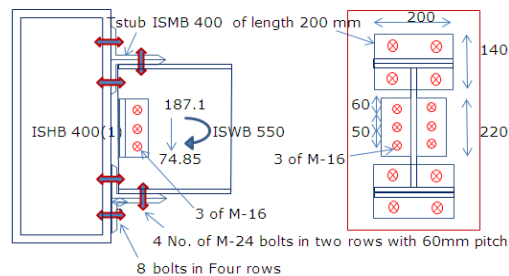 Tstub ISMB 400 of length 200 mm
200
140
60
50
220
187.1
ISHB 400(1)
ISWB 550
74.85
3 of M-16
3 of M-16
4 No. of M-24 bolts in two rows with 60mm pitch
8 bolts in Four rows